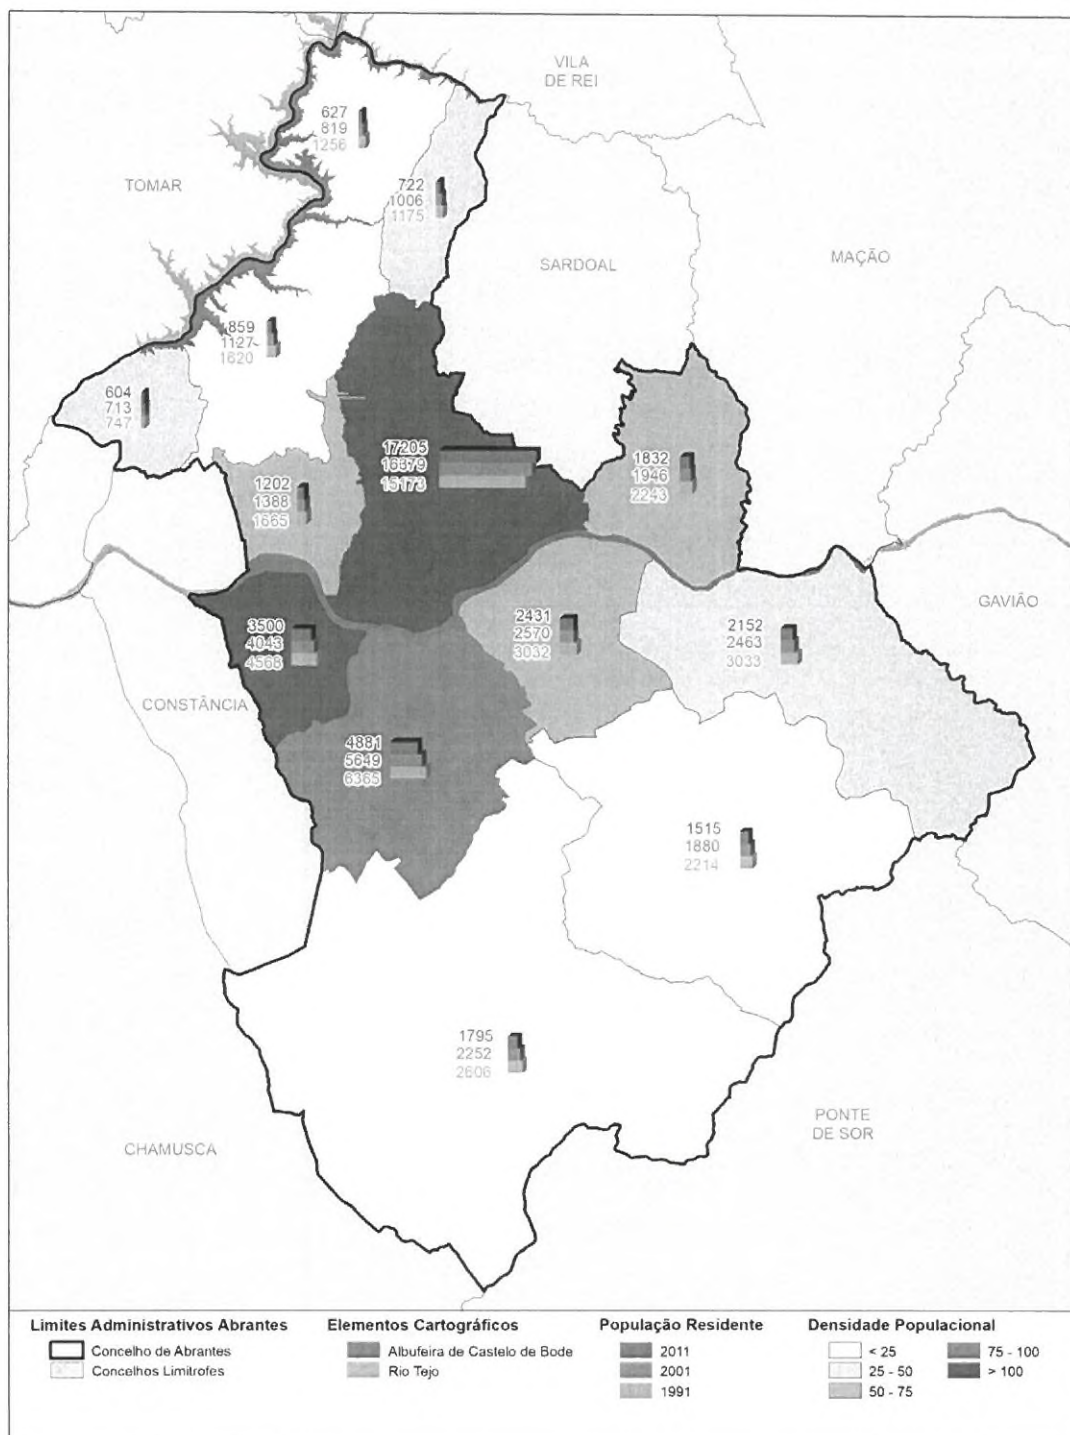 VILA
DE REI
627
819
1256
TOMAR
722
1006
1175
SARDOAL
MAÇÃO
859
1127
1620
604
713
747
17205
16379
15173
1832
1946
2243
1202
1388
1665
GAVIÃO
3500
4043
4568
2431
2570
3032
2152
2463
3033
CONSTÂNCIA
4881
5649
6365
1515
1880
2214
1795
2252
2606
CHAMUSCA
PONTE
DE SOR
Limites Administrativos Abrantes
Concelho de Abrantes
Concelhos Limítrofes
Elementos Cartográficos
Albufeira de Castelo de Bode
Rio Tejo
População Residente
2011
2001
1991
Densidade Populacional
< 25
25 - 50
50 - 75
75 - 100
> 100